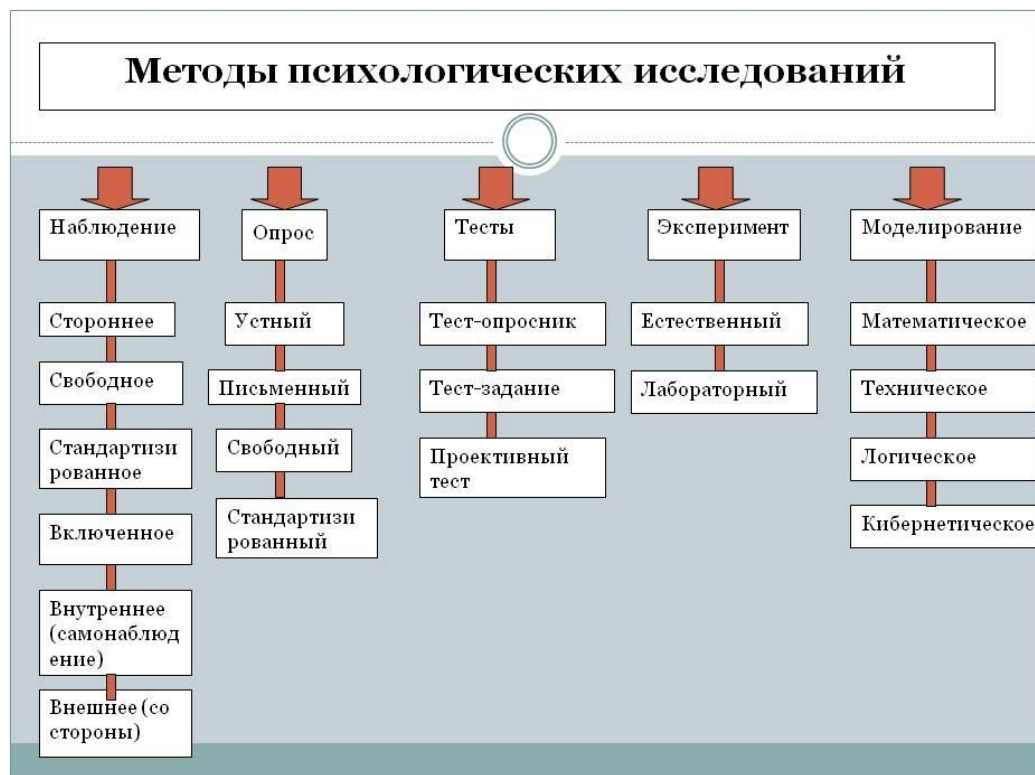 Методы психологических исследований
Наблюдение
Стороннее
Свободное
Стандартизи
рованное
Включенное
Внутреннее
(самонаблюд
ение)
Внешнее (со
стороны)
Опрос
Устный
Письменный
Свободный
Стандартизи
рованный
Тесты
Тест-опросник
Тест-задание
Проективный
тест
Эксперимент
Естественный
Лабораторный
Моделирование
Математическое
Техническое
Логическое
Кибернетическое